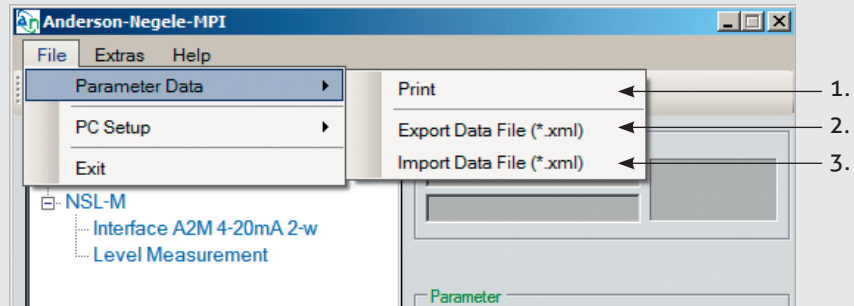 Anderson-Negele-MPI
File Extras Help
Parameter Data
PC Setup
Exit
Print
Export Data File (*.xml)
Import Data File (*.xml)
1.
2.
3.
NSL-M
Interface A2M 4-20mA 2-w
Level Measurement
Parameter